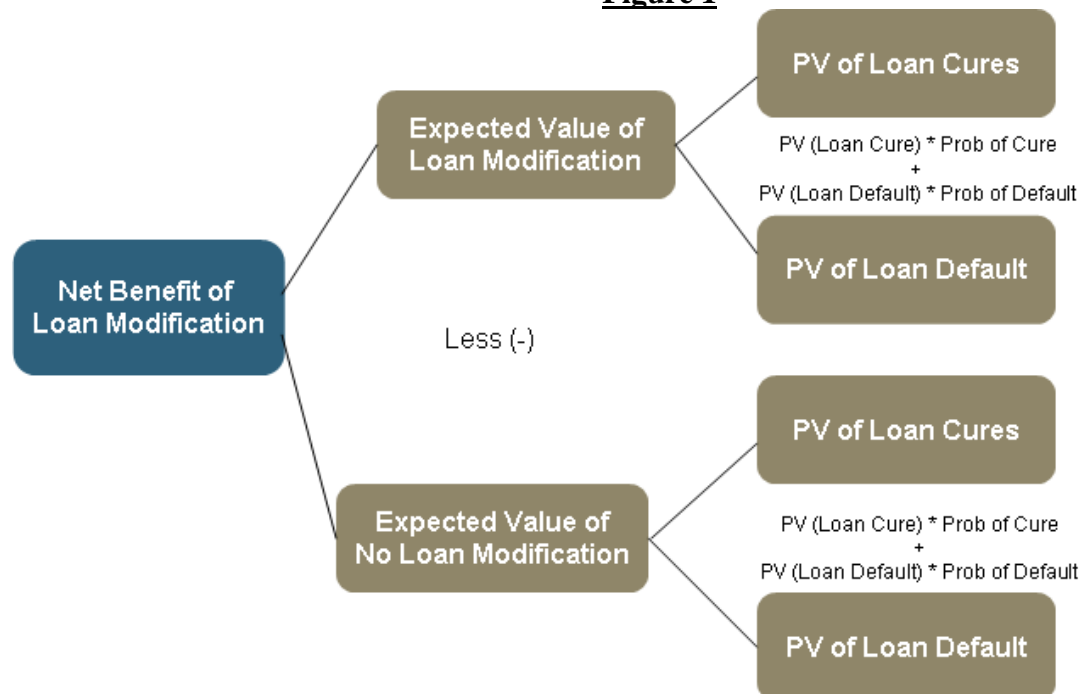 Figure 1
PV of Loan Cures
Expected Value of
Loan Modification
PV (Loan Cure) * Prob of Cure
+
PV (Loan Default) * Prob of Default
PV of Loan Default
Net Benefit of
Loan Modification
Less (-)
PV of Loan Cures
Expected Value of
No Loan Modification
PV (Loan Cure) * Prob of Cure
+
PV (Loan Default) * Prob of Default
PV of Loan Default